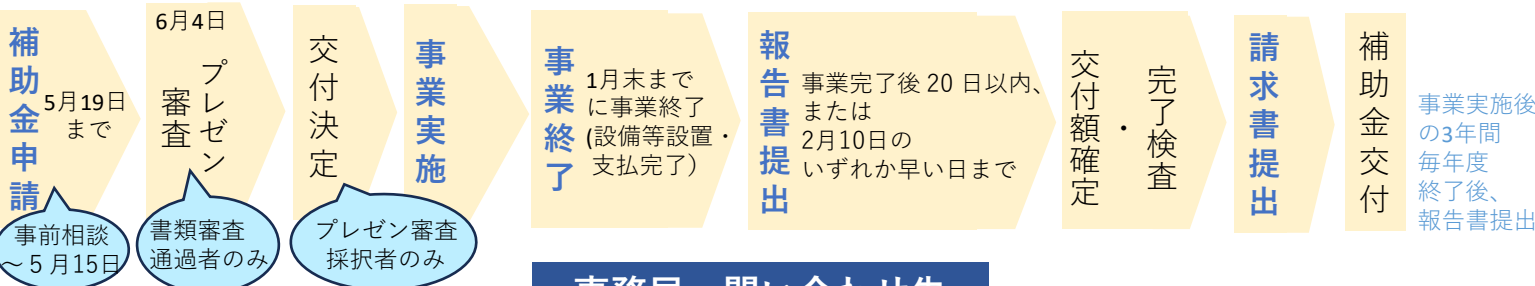 補助金申請
5月19日
まで
事前相談
～５月15日
6月4日
プレゼン
審査
書類審査
通過者のみ
交付決定
プレゼン審査
採択者のみ
事業実施
事業終了
1月末まで
に事業終了
(設備等設置・
支払完了）
報告書提出
事業完了後 20 日以内、
または
2月10日の
いずれか早い日まで
完了検査
・
交付額確定
請求書提出
補助金交付
事業実施後
の3年間
毎年度
終了後、
報告書提出